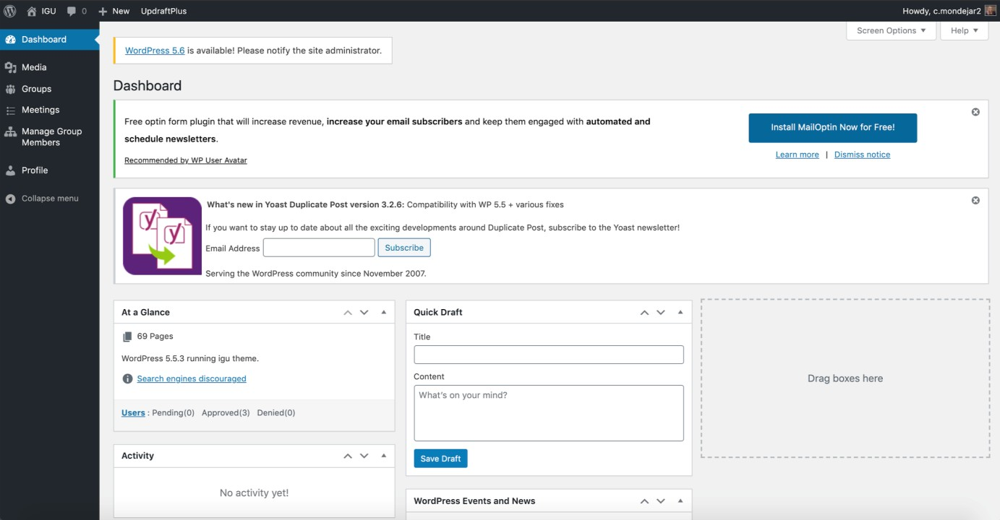 IGU 0 New UpdraftPlus Howdy, c.mondejar2
Dashboard
Media
Groups
Meetings
Manage Group
Members
Profile
Collapse menu
Screen Options Help
WordPress 5.6 is available! Please notify the site administrator.
Dashboard
Free optin form plugin that will increase revenue, increase your email subscribers and keep them engaged with automated and
schedule newsletters.
Recommended by WP User Avatar
Install MailOptin Now for Free!
Learn more | Dismiss notice
What's new in Yoast Duplicate Post version 3.2.6: Compatibility with WP 5.5 + various fixes
If you want to stay up to date about all the exciting developments around Duplicate Post, subscribe to the Yoast newsletter!
Email Address Subscribe
Serving the WordPress community since November 2007.
At a Glance
69 Pages
WordPress 5.5.3 running igu theme.
Search engines discouraged
Users : Pending(0) Approved(3) Denied(0)
Activity
No activity yet!
Quick Draft
Title
Content
What's on your mind?
Save Draft
WordPress Events and News
Drag boxes here